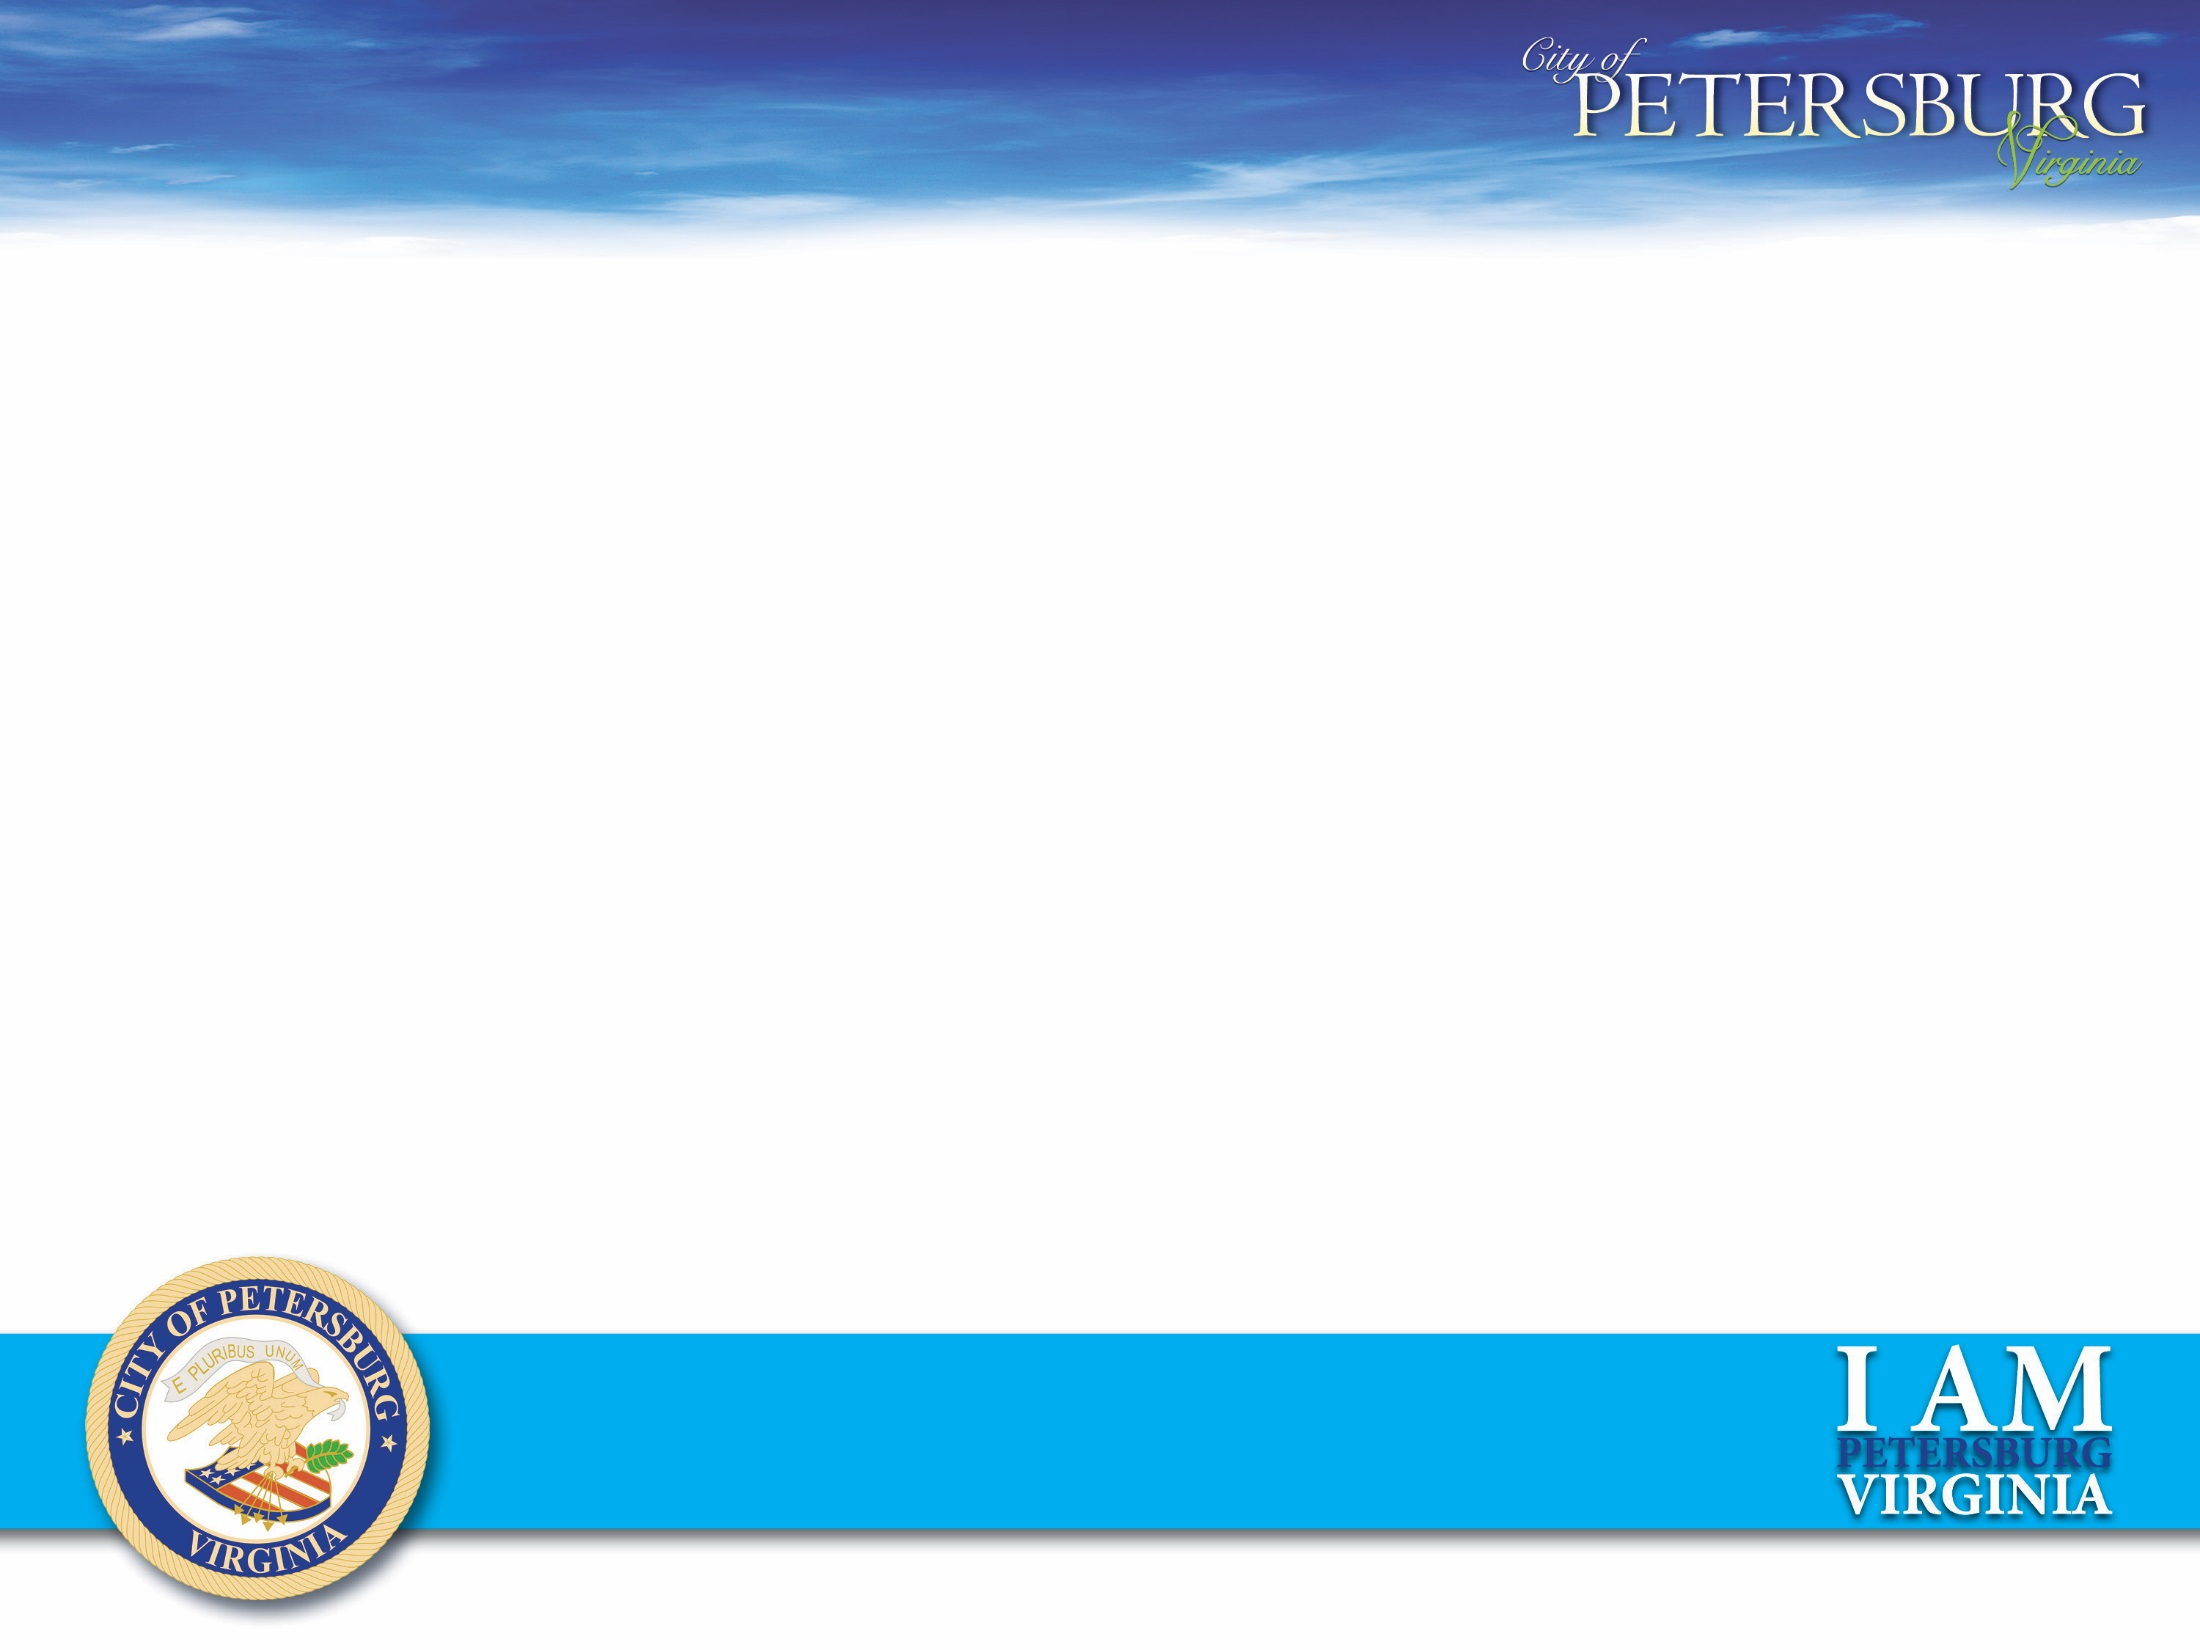 City of
PETERSBURG
Virginia
CITY OF PETERSBURG
E PLURIBUS UNUM
VIRGINIA
I AM
PETERSBURG
VIRGINIA